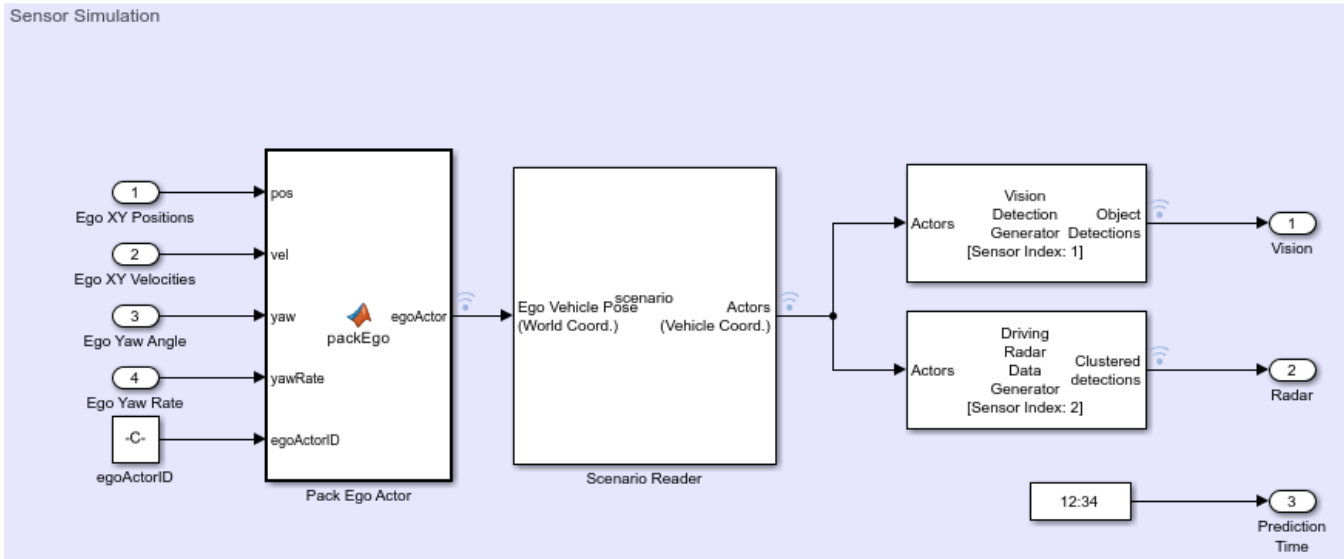 Sensor Simulation
1
Ego XY Positions
2
Ego XY Velocities
3
Ego Yaw Angle
4
Ego Yaw Rate
-C-
egoActorID
pos
vel
yaw
yawRate
egoActorID
packEgo
egoActor
Pack Ego Actor
Ego Vehicle Pose
(World Coord.)
scenario
Actors
(Vehicle Coord.)
Scenario Reader
Actors
Vision
Detection
Generator
[Sensor Index: 1]
Object
Detections
1
Vision
Actors
Driving
Radar
Data
Generator
[Sensor Index: 2]
Clustered
detections
2
Radar
12:34
3
Prediction
Time